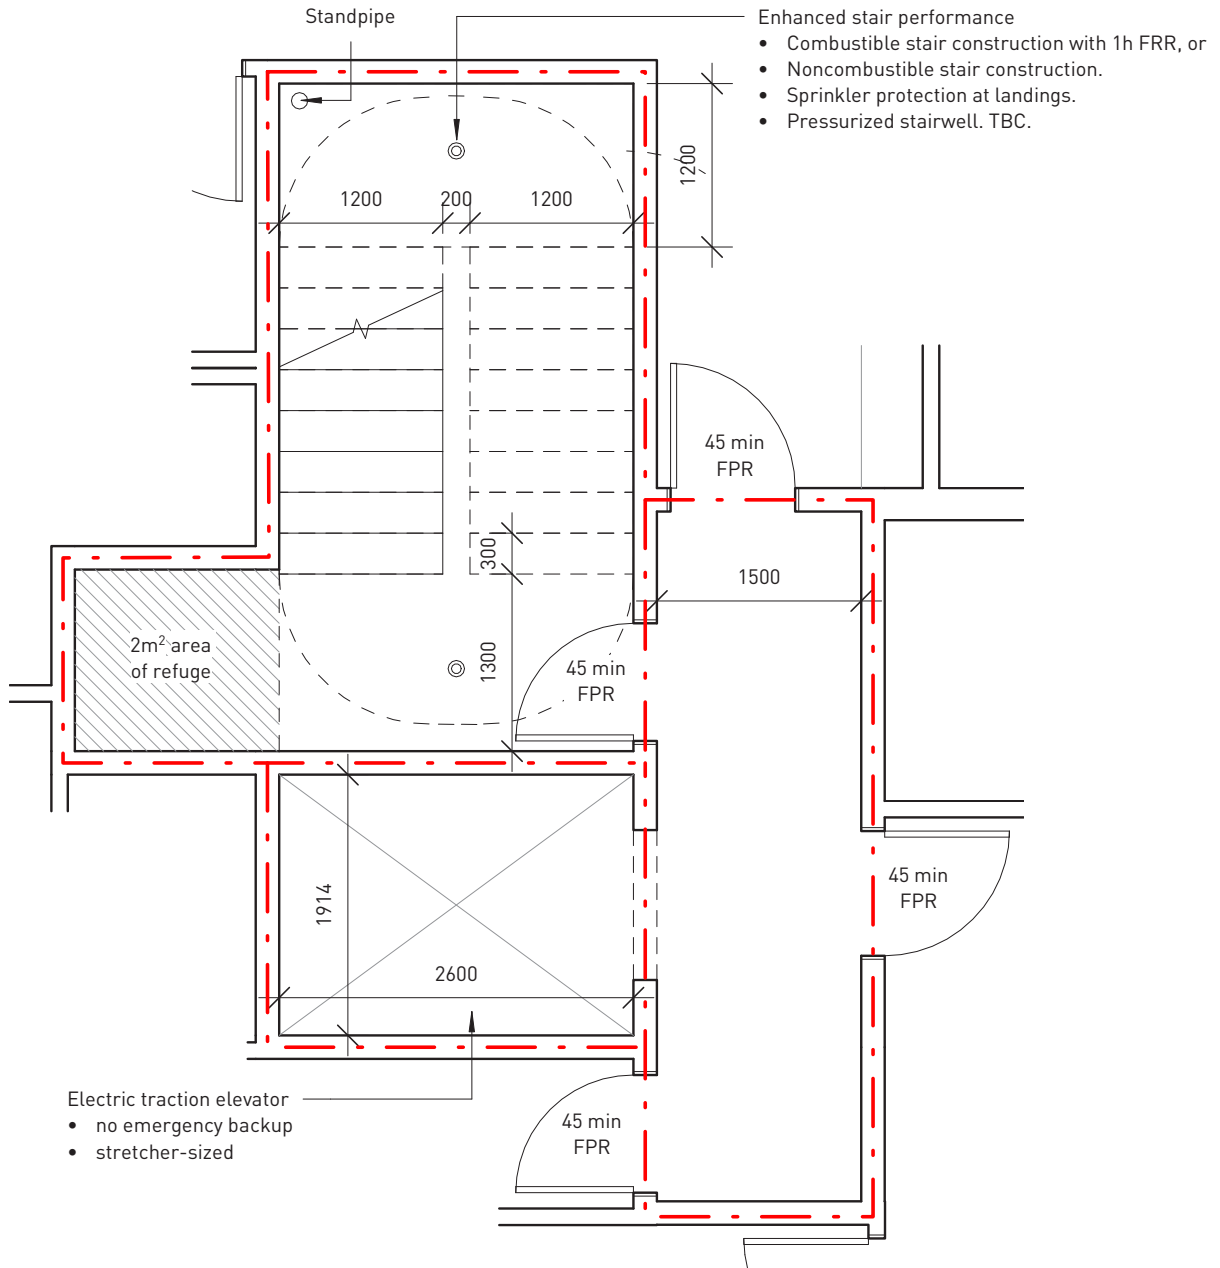 Standpipe
Enhanced stair performance
• Combustible stair construction with 1h FRR, or
• Noncombustible stair construction.
• Sprinkler protection at landings.
• Pressurized stairwell. TBC.
1200
1200
200
1200
45 min
FPR
300
1500
2m² area
of refuge
1300
45 min
FPR
1914
45 min
FPR
2600
Electric traction elevator
• no emergency backup
• stretcher-sized
45 min
FPR